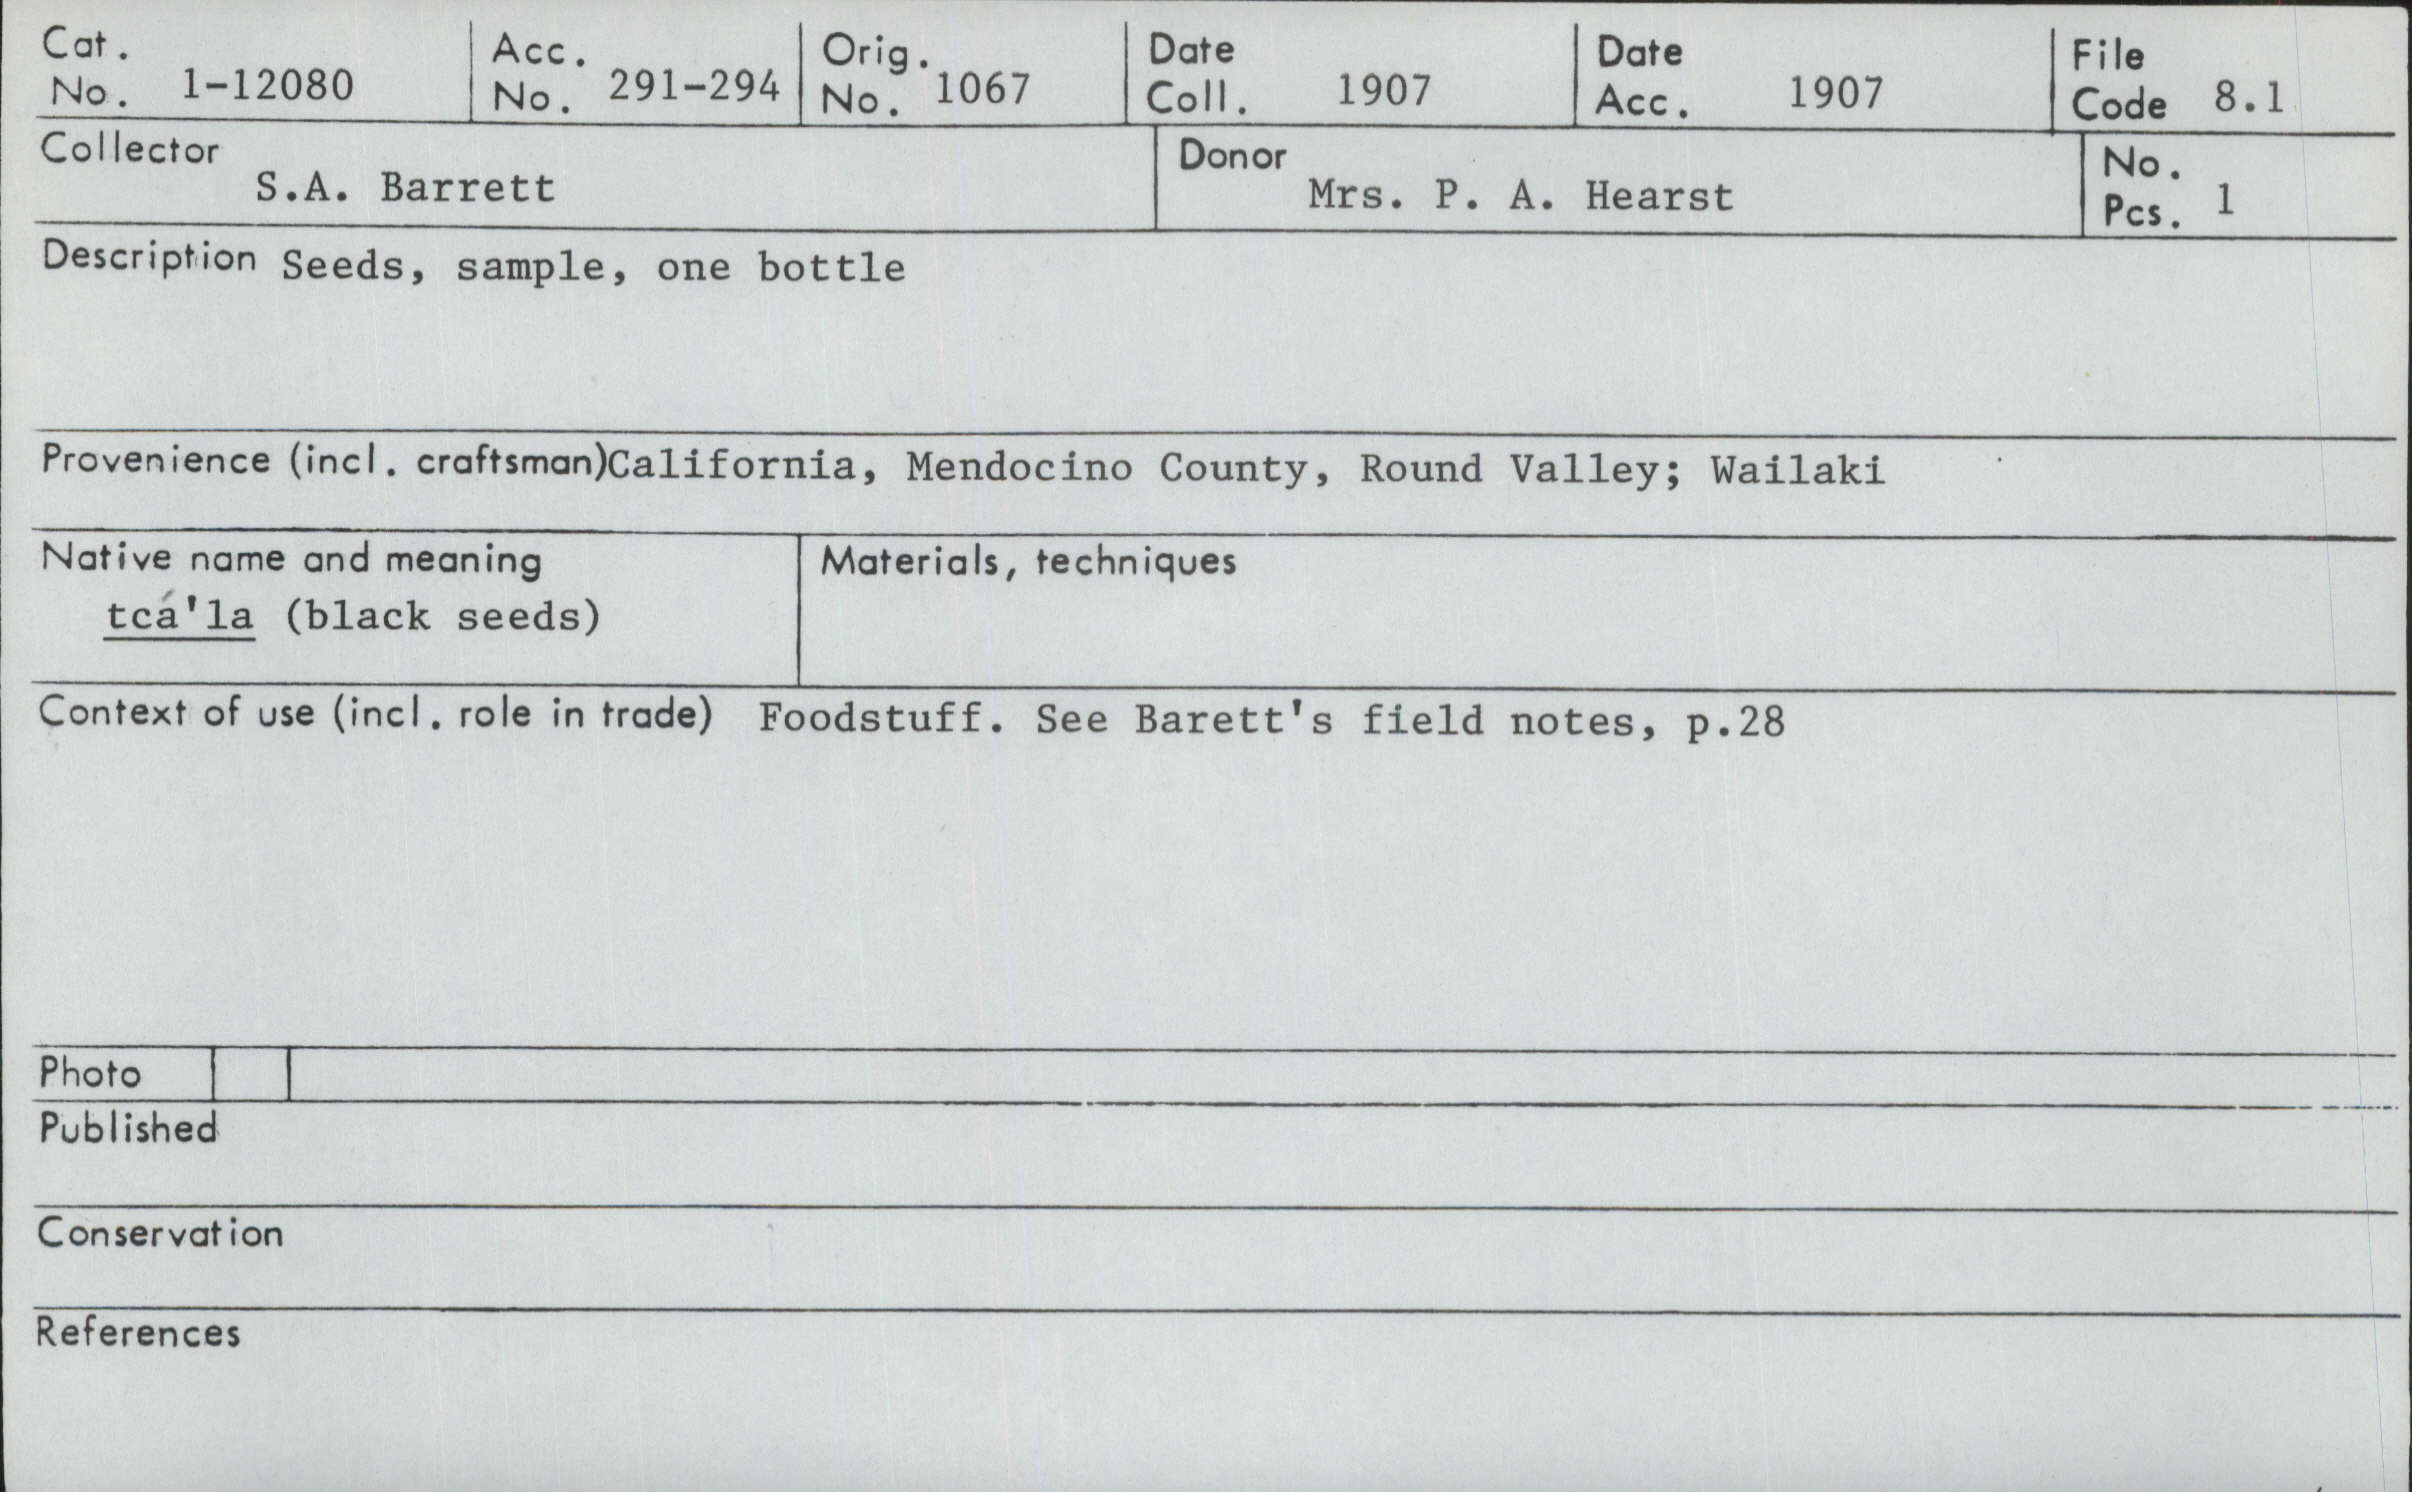 Cat. No. 1-12080 Acc. No. 291-294 Orig. No. 1067 Date Coll. 1907 Date Acc. 1907 File Code 8.1
Collector S.A. Barrett Donor Mrs. P. A. Hearst No. Pcs. 1
Description Seeds, sample, one bottle
Provenience (incl. craftsman)California, Mendocino County, Round Valley; Wailaki
Native name and meaning Materials, techniques
tcá'la (black seeds)
Context of use (incl. role in trade) Foodstuff. See Barett's field notes, p.28
Photo
Published
Conservation
References